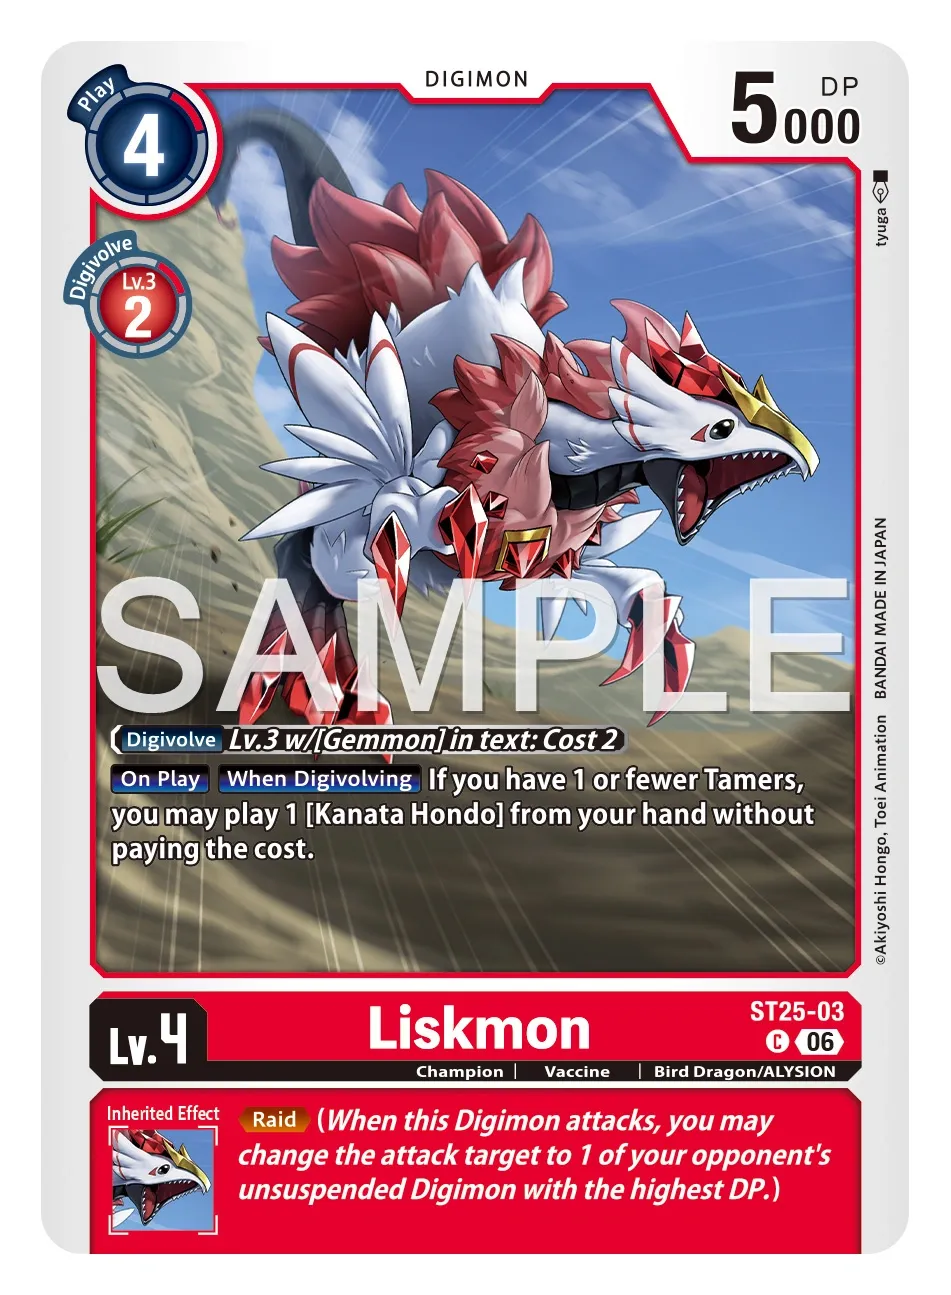 DIGIMON
Play
4
5000
DP
Digivolve
Lv.3
2
tyuga
SAMPLE
Digivolve Lv.3 w/[Gemmon] in text: Cost 2
On Play When Digivolving If you have 1 or fewer Tamers,
you may play 1 [Kanata Hondo] from your hand without
paying the cost.
©Akiyoshi Hongo, Toei Animation BANDAI MADE IN JAPAN
Lv.4
Liskmon
ST25-03
C 06
Champion | Vaccine | Bird Dragon/ALYSION
Inherited Effect
Raid (When this Digimon attacks, you may
change the attack target to 1 of your opponent's
unsuspended Digimon with the highest DP.)